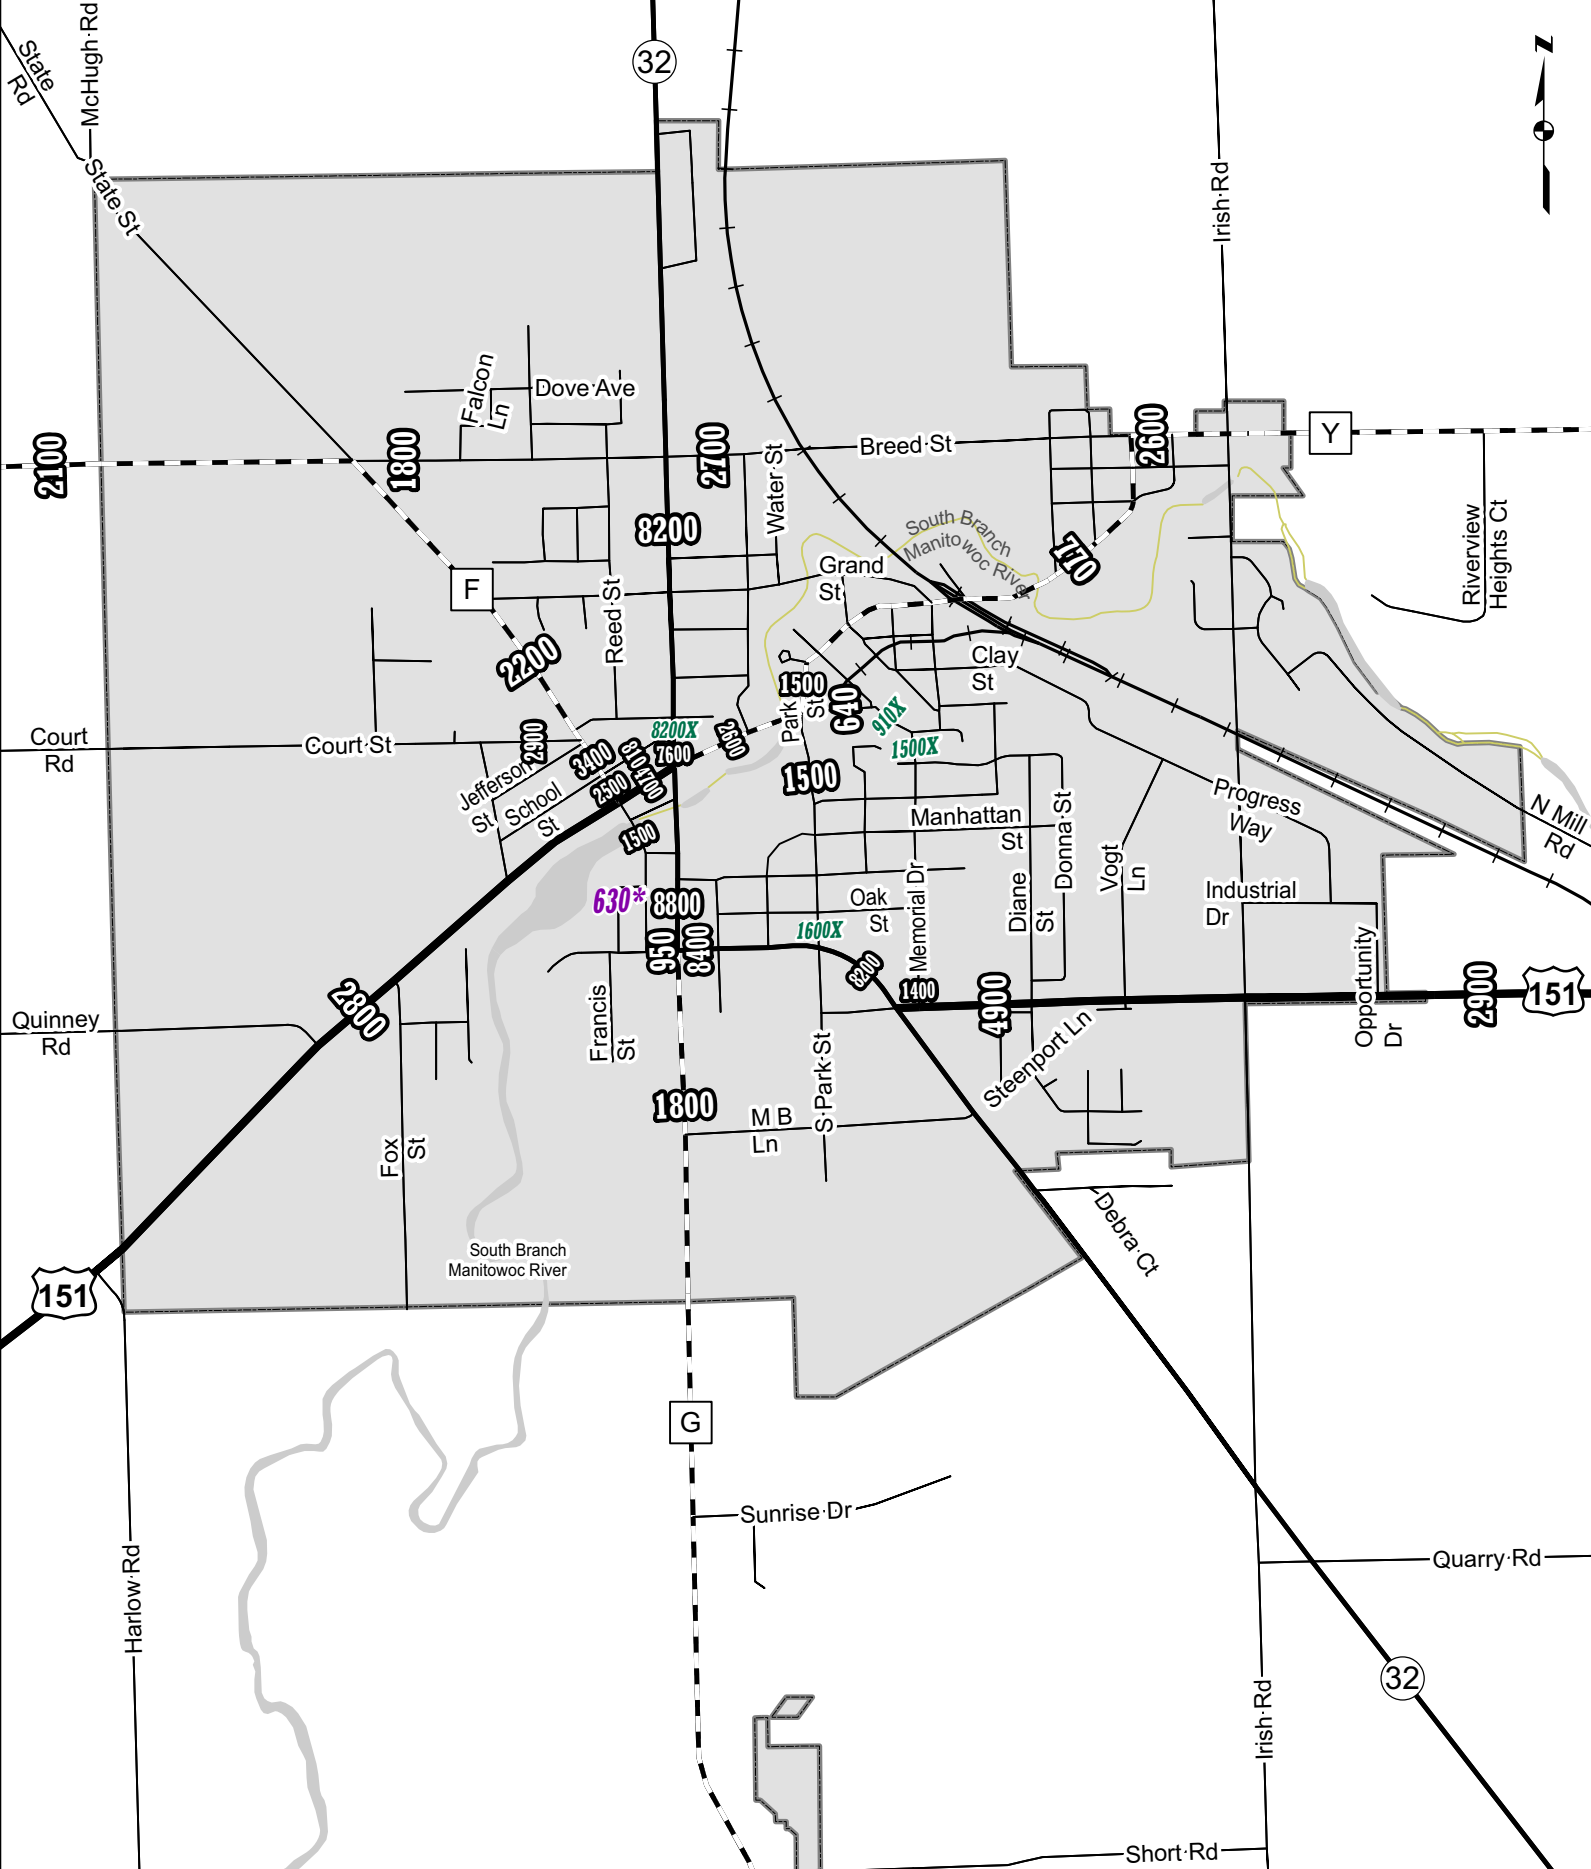 State
Rd
McHugh Rd
32
N
State St
Irish Rd
Falcon
Ln
Dove Ave
2100
1800
2700
Water St
Breed St
2600
Y
8200
South Branch
Manitowoc River
770
Riverview
Heights Ct
F
Reed St
Grand
St
2200
Clay
St
1500
640
910X
Park
St
Court
Rd
Court St
2900
8200X
7600
2600
1500X
3400
810
4700
2500
Jefferson
St
School
St
1500
1500
Progress
Way
N Mill
Rd
Manhattan
St
Donna St
Vogt
Ln
Industrial
Dr
630*
8800
Oak
St
Memorial Dr
Diane
St
1600X
950
8400
8200
1400
4900
Opportunity
Dr
2900
151
2800
Quinney
Rd
Francis
St
Steenport Ln
S Park St
1800
M B
Ln
Fox
St
Debra Ct
South Branch
Manitowoc River
151
G
Sunrise Dr
Harlow Rd
Quarry Rd
32
Irish Rd
Short Rd